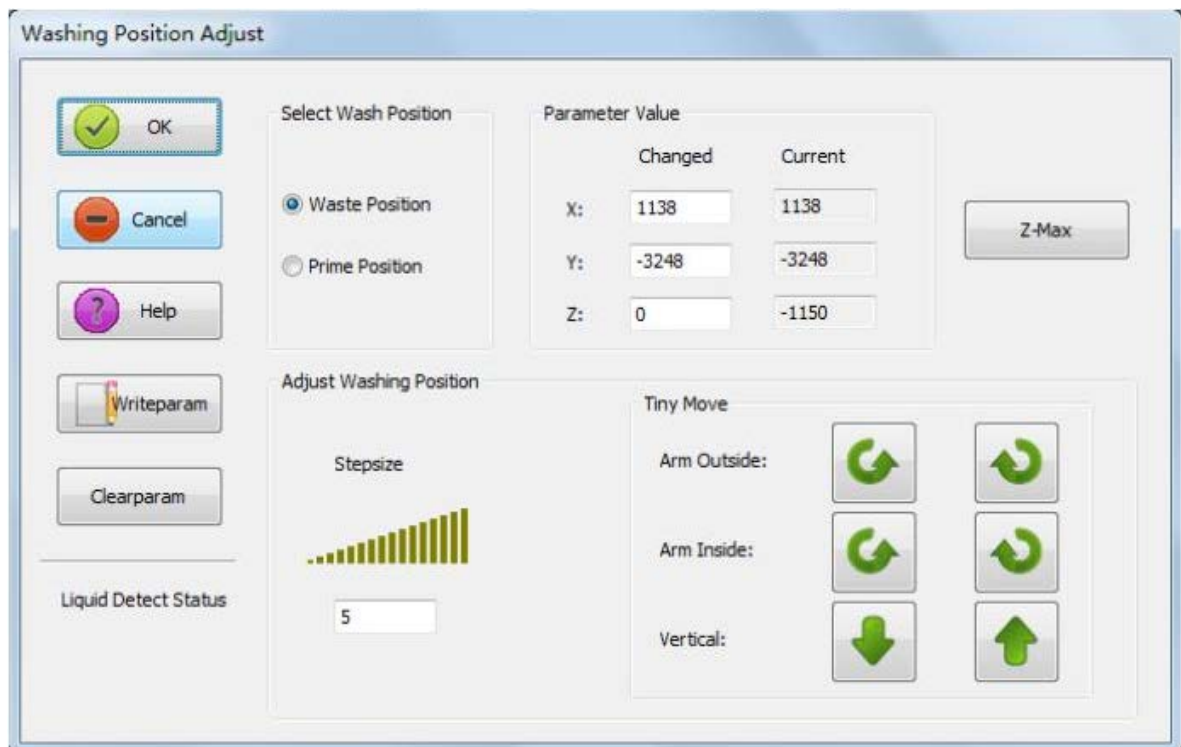 Washing Position Adjust
OK
Cancel
Help
Writeparam
Clearparam
Liquid Detect Status
Select Wash Position
Waste Position
Prime Position
Parameter Value
Changed Current
X: 1138 1138
Y: -3248 -3248
Z: 0 -1150
Z-Max
Adjust Washing Position
Stepsize
5
Tiny Move
Arm Outside:
Arm Inside:
Vertical: